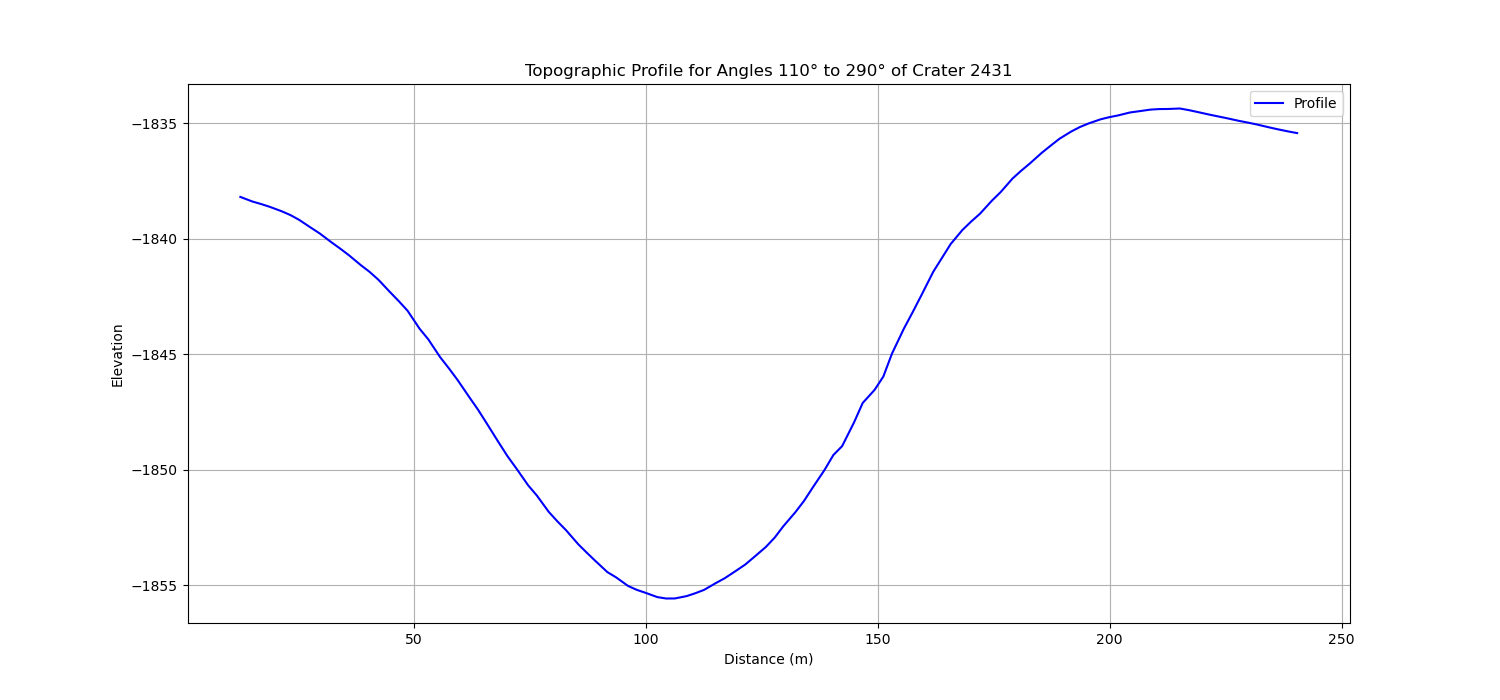 Topographic Profile for Angles 110° to 290° of Crater 2431
Profile
−1835
−1840
−1845
−1850
−1855
Elevation
50
100
150
200
250
Distance (m)